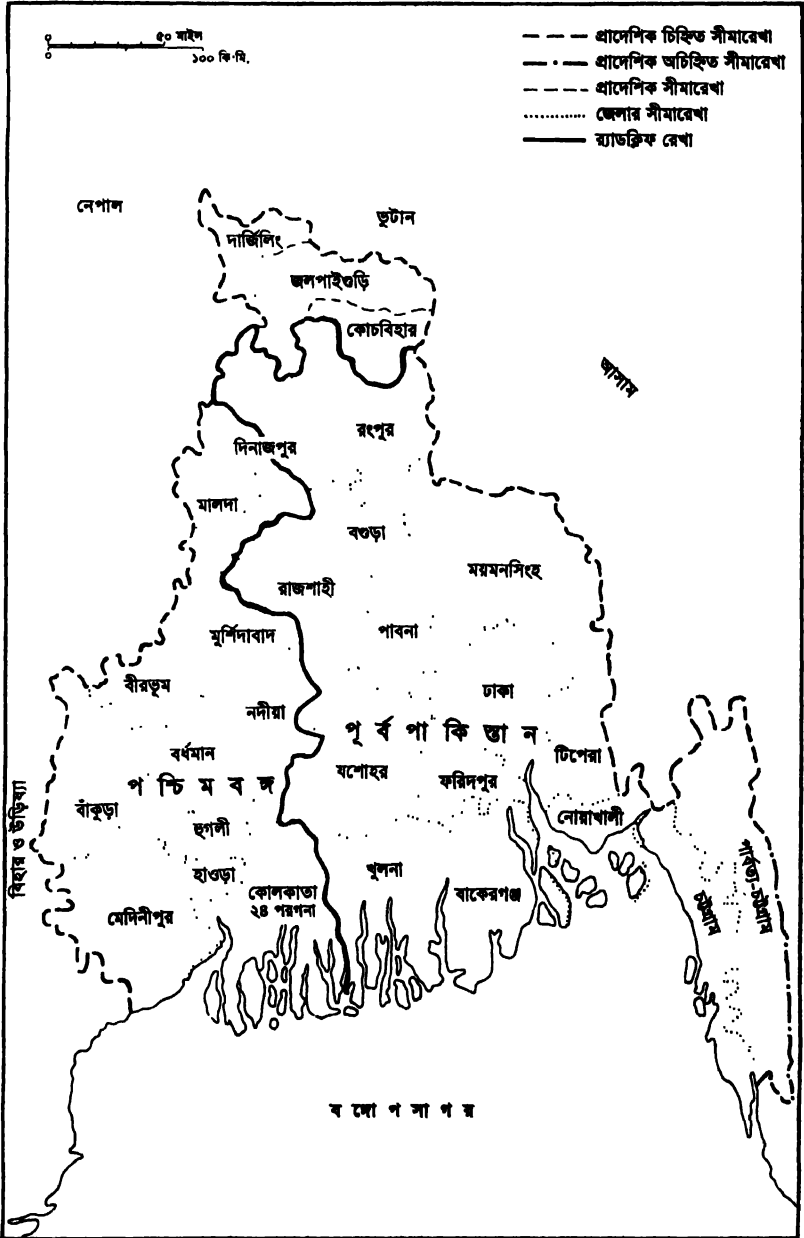 ০ ৫০ মাইল
০ ১০০ কি·মি.
প্রাদেশিক চিহ্নিত সীমারেখা
প্রাদেশিক অচিহ্নিত সীমারেখা
প্রাদেশিক সীমারেখা
জেলার সীমারেখা
র‍্যাডক্লিফ রেখা
নেপাল
ভুটান
দার্জিলিং
জলপাইগুড়ি
কোচবিহার
আসাম
রংপুর
দিনাজপুর
মালদা
বগুড়া
ময়মনসিংহ
রাজশাহী
মুর্শিদাবাদ
পাবনা
বীরভূম
ঢাকা
নদীয়া
পূর্ব পাকিস্তান
বর্ধমান
টিপেরা
যশোহর
ফরিদপুর
পশ্চিমবঙ্গ
বাঁকুড়া
নোয়াখালী
হুগলী
বিহার ও উড়িষ্যা
হাওড়া
খুলনা
কোলকাতা
২৪ পরগনা
বাকেরগঞ্জ
মেদিনীপুর
চট্টগ্রাম
পার্বত্য-চট্টগ্রাম
বঙ্গোপসাগর